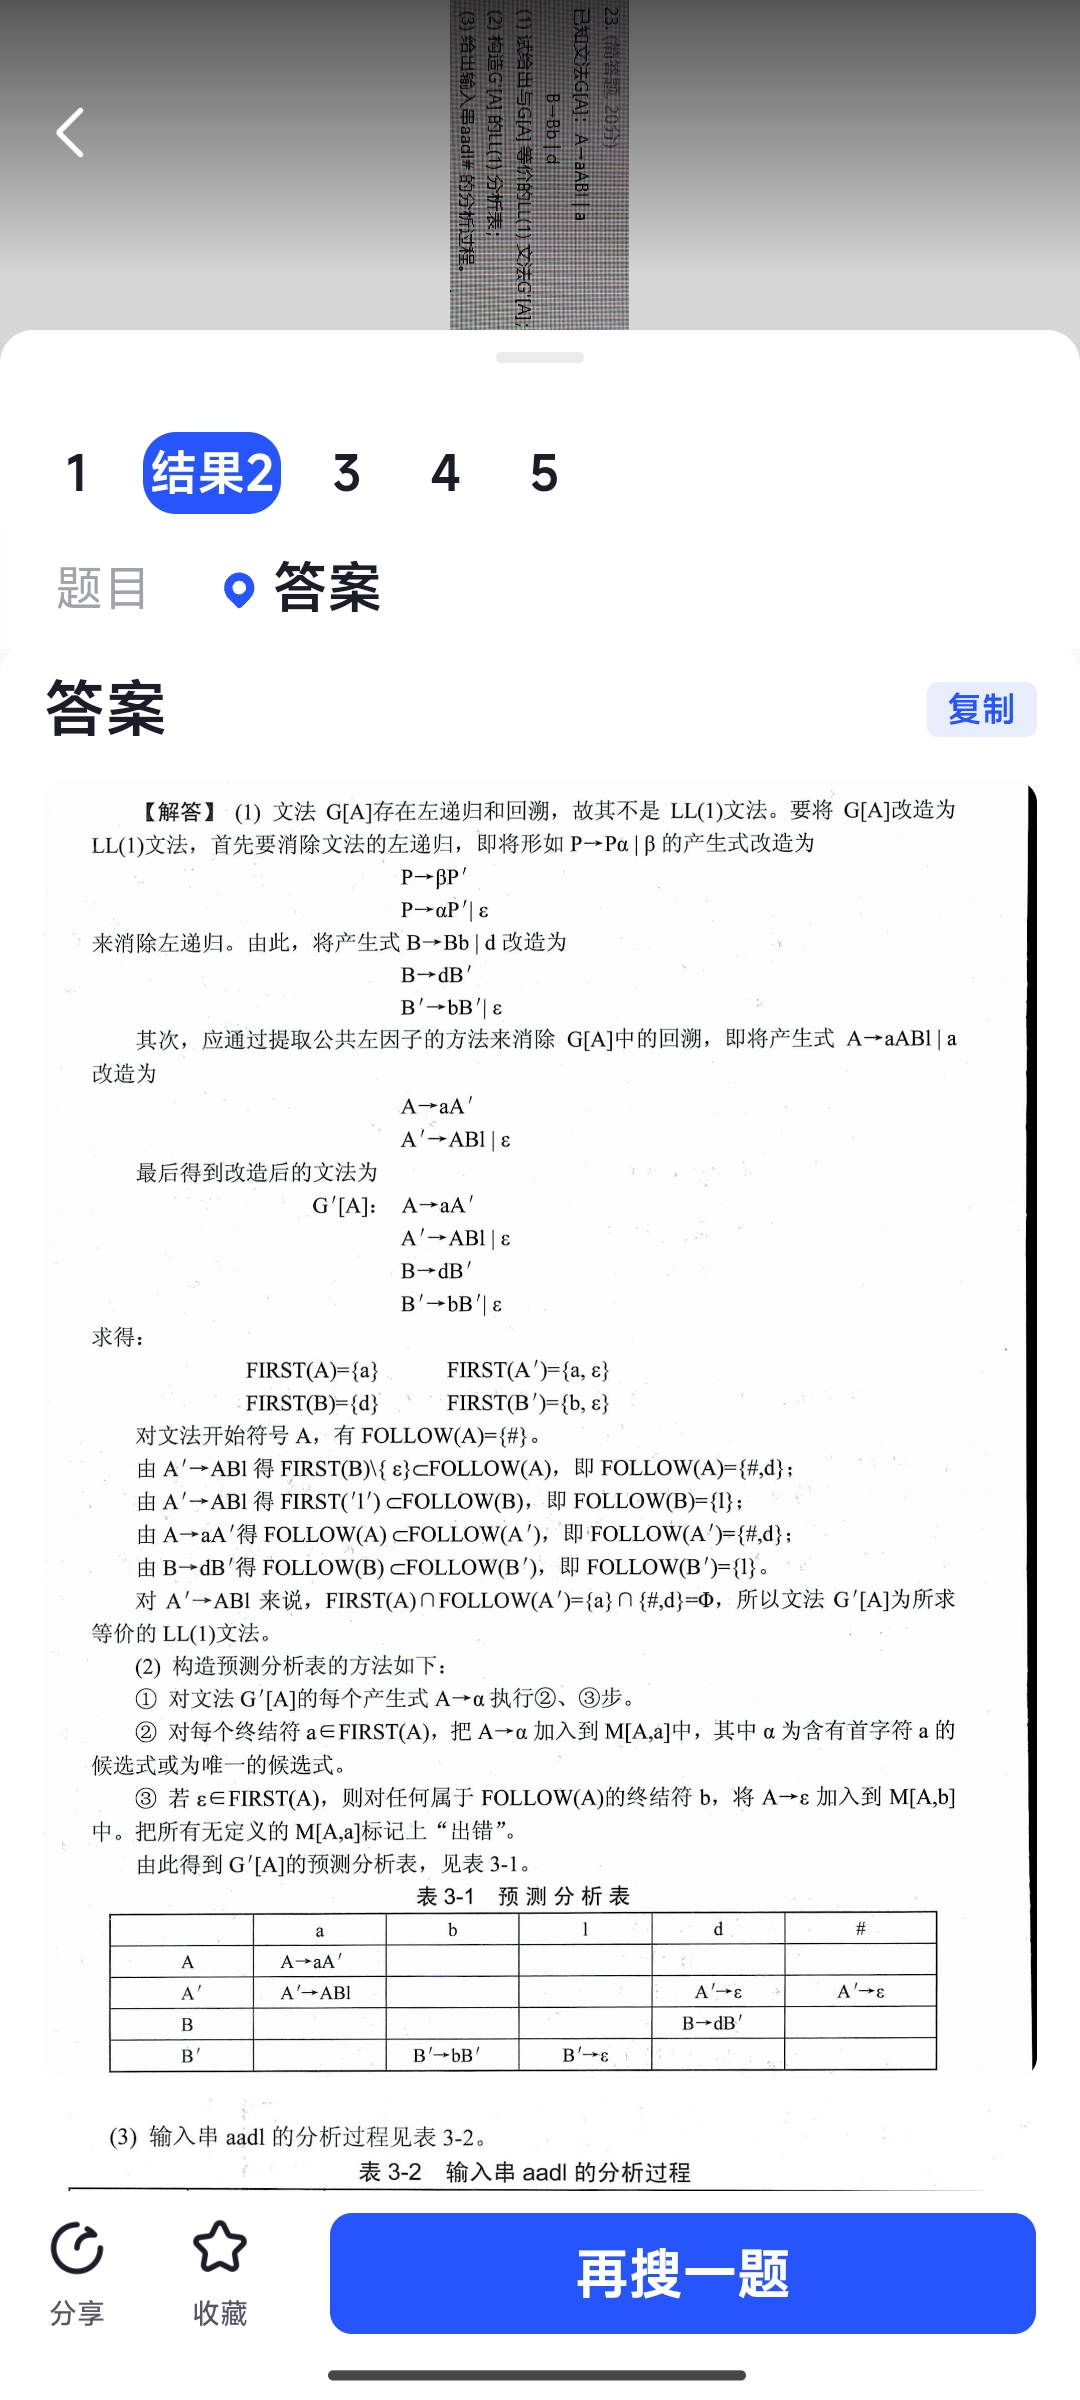 23. (简答题, 20分)
已知文法G[A]: A→aABl | a
B→Bb | d
(1) 试给出与G[A] 等价的LL(1) 文法G'[A];
(2) 构造G'[A] 的LL(1) 分析表;
(3) 给出输入串aadl# 的分析过程。
1 结果2 3 4 5
题目 答案
答案 复制
【解答】 (1) 文法 G[A]存在左递归和回溯,故其不是 LL(1)文法。要将 G[A]改造为
LL(1)文法,首先要消除文法的左递归,即将形如 P→Pα | β 的产生式改造为
P→βP′
P→αP′| ε
来消除左递归。由此,将产生式 B→Bb | d 改造为
B→dB′
B′→bB′| ε
其次,应通过提取公共左因子的方法来消除 G[A]中的回溯,即将产生式 A→aABl | a
改造为
A→aA′
A′→ABl | ε
最后得到改造后的文法为
G′[A]: A→aA′
A′→ABl | ε
B→dB′
B′→bB′| ε
求得:
FIRST(A)={a} FIRST(A′)={a, ε}
FIRST(B)={d} FIRST(B′)={b, ε}
对文法开始符号 A,有 FOLLOW(A)={#}。
由 A′→ABl 得 FIRST(B)\{ ε}⊂FOLLOW(A),即 FOLLOW(A)={#,d};
由 A′→ABl 得 FIRST(′l′) ⊂FOLLOW(B),即 FOLLOW(B)={l};
由 A→aA′得 FOLLOW(A) ⊂FOLLOW(A′),即 FOLLOW(A′)={#,d};
由 B→dB′得 FOLLOW(B) ⊂FOLLOW(B′),即 FOLLOW(B′)={l}。
对 A′→ABl 来说,FIRST(A)∩FOLLOW(A′)={a}∩{#,d}=Φ,所以文法 G′[A]为所求
等价的 LL(1)文法。
(2) 构造预测分析表的方法如下:
① 对文法 G′[A]的每个产生式 A→α 执行②、③步。
② 对每个终结符 a∈FIRST(A),把 A→α 加入到 M[A,a]中,其中 α 为含有首字符 a 的
候选式或为唯一的候选式。
③ 若 ε∈FIRST(A),则对任何属于 FOLLOW(A)的终结符 b,将 A→ε 加入到 M[A,b]
中。把所有无定义的 M[A,a]标记上“出错”。
由此得到 G′[A]的预测分析表,见表 3-1。
表 3-1 预 测 分 析 表
a b l d #
A A→aA′
A′ A′→ABl A′→ε A′→ε
B B→dB′
B′ B′→bB′ B′→ε
(3) 输入串 aadl 的分析过程见表 3-2。
表 3-2 输入串 aadl 的分析过程
分享 收藏 再搜一题